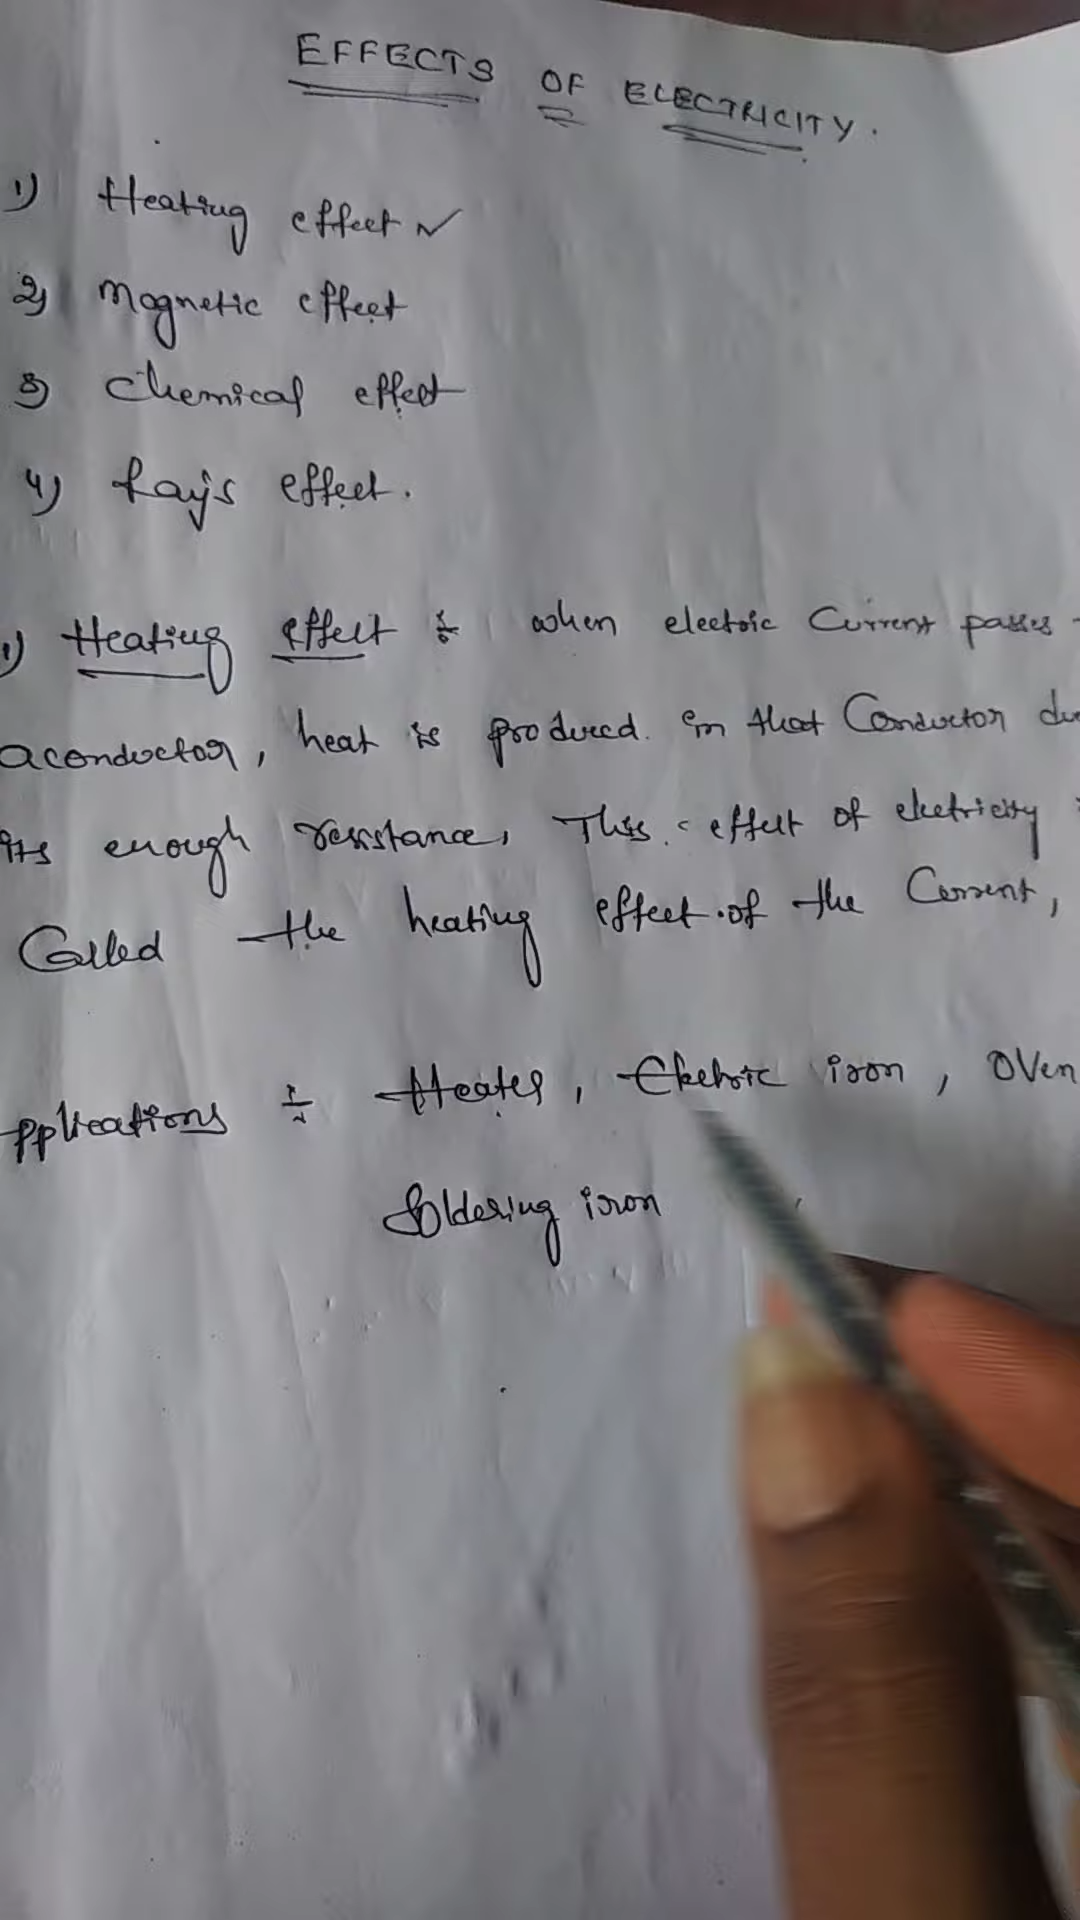 EFFECTS OF ELECTRICITY.
1) Heating effect ✓
2) Magnetic effect
3) Chemical effect
4) Rays effect.
1) Heating effect : when electric Current passes
a conductor, heat is produced. in that Conductor du
its enough resistance, This effect of electricity
Called the heating effect of the Current,
pplications : Heater, Electric iron, Oven
Soldering iron